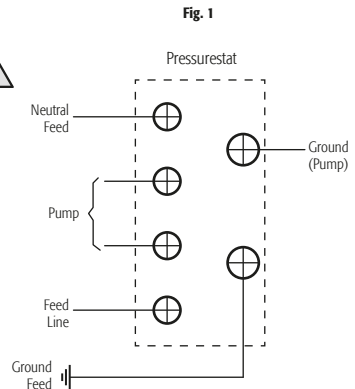 Fig. 1
Pressurestat
Neutral
Feed
Ground
(Pump)
Pump
Feed
Line
Ground
Feed